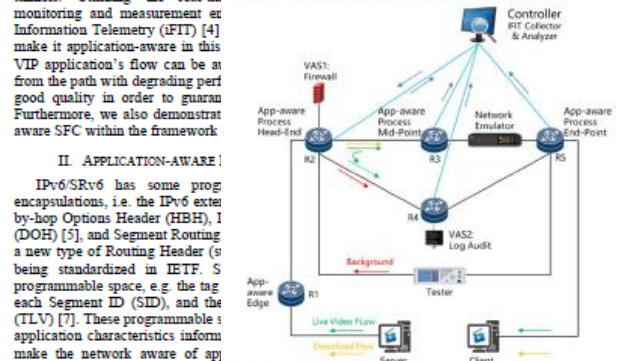 monitoring and measurement en
Information Telemetry (iFIT) [4]
make it application-aware in this
VIP application's flow can be au
from the path with degrading perf
good quality in order to guaran
Furthermore, we also demonstrat
aware SFC within the framework
II. APPLICATION-AWARE
IPv6/SRv6 has some prog
encapsulations, i.e. the IPv6 exter
by-hop Options Header (HBH), I
(DOH) [5], and Segment Routing
a new type of Routing Header (s
being standardized in IETF. S
programmable space, e.g. the tag
each Segment ID (SID), and the
(TLV) [7]. These programmable s
application characteristics inform
make the network aware of app
Controller
iFIT Collector
& Analyzer
VAS1:
Firewall
App-aware
Process
Head-End
App-aware
Process
Mid-Point
Network
Emulator
App-aware
Process
End-Point
R2
R3
R5
R4
VAS2:
Log Audit
Background
Tester
App-
aware
Edge
R1
Live Video Flow
Download Flow
Server
Client